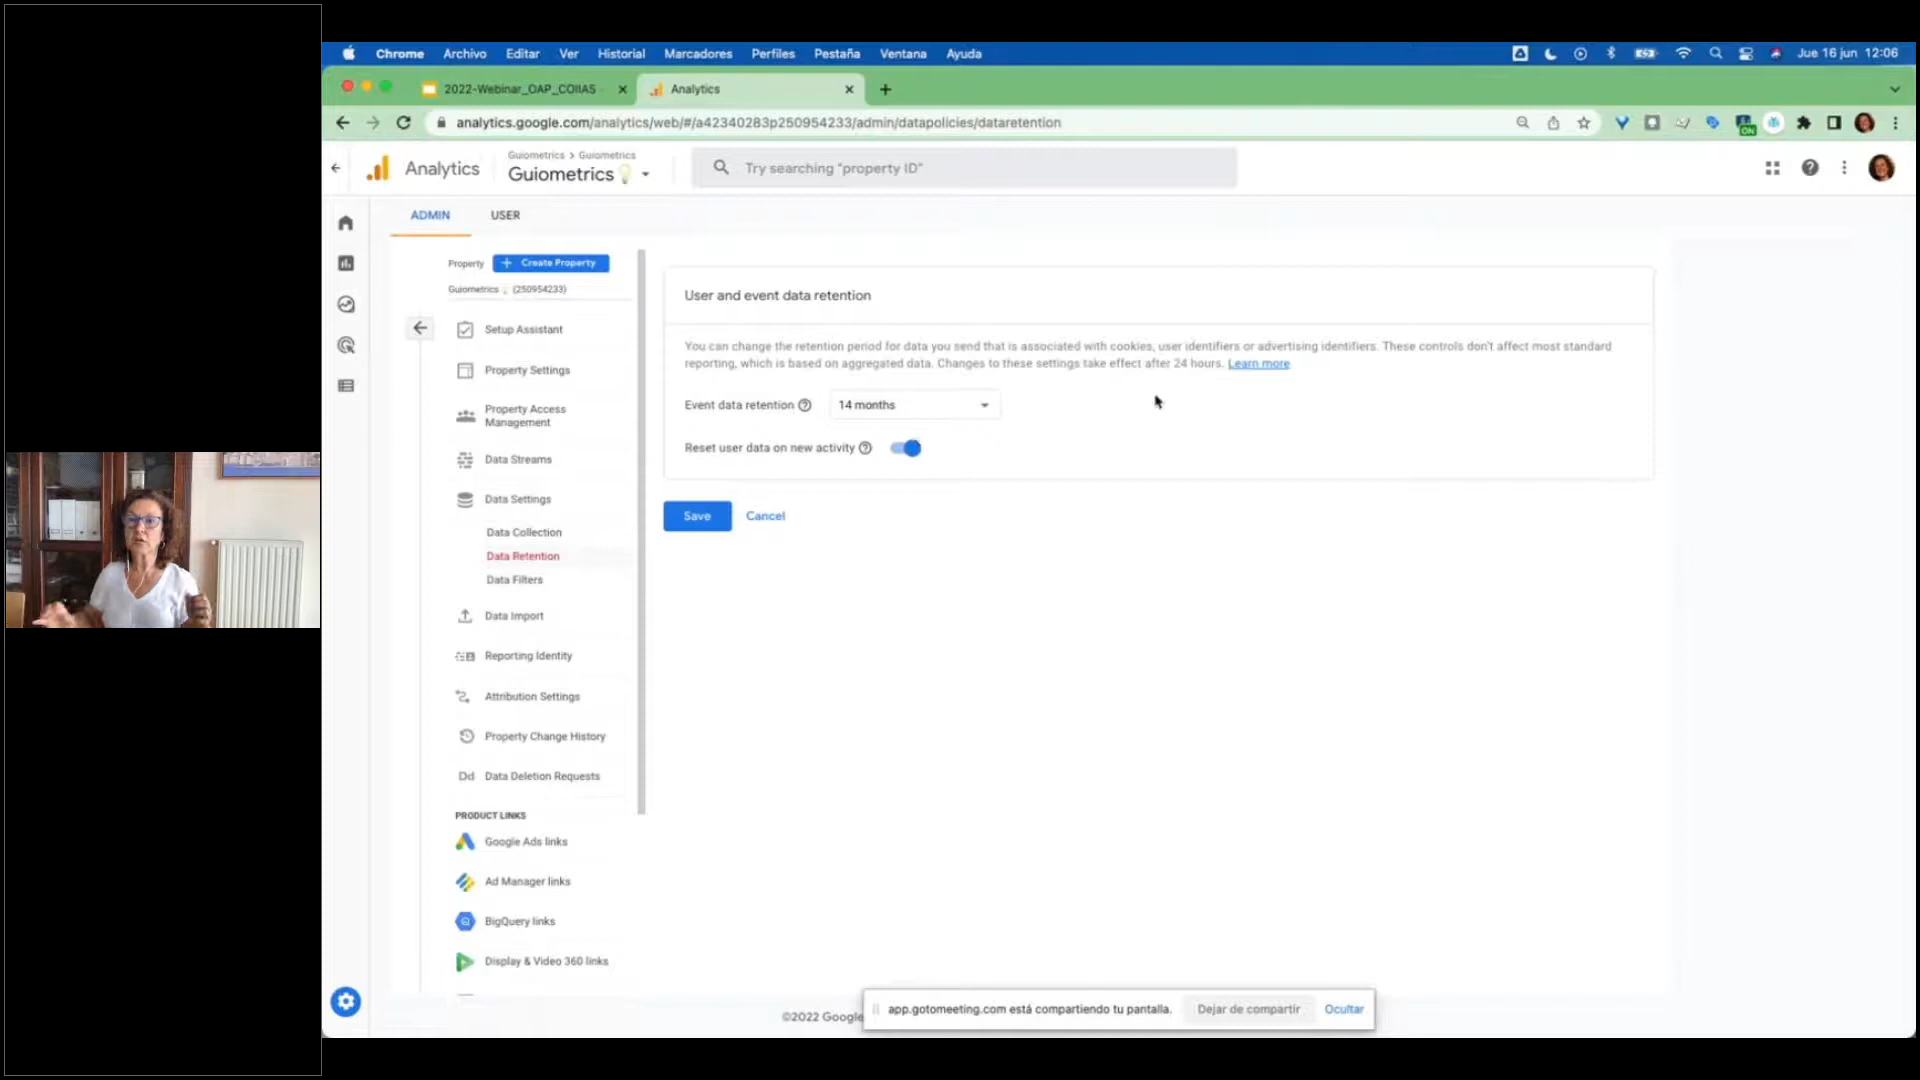 Chrome Archivo Editar Ver Historial Marcadores Perfiles Pestaña Ventana Ayuda Jue 16 jun 12:06
2022-Webinar_OAP_COIIAS Analytics
analytics.google.com/analytics/web/#/a42340283p250954233/admin/datapolicies/dataretention
ON
Analytics
Guiometrics > Guiometrics
Guiometrics
Try searching "property ID"
ADMIN USER
Property + Create Property
Guiometrics (250954233)
Setup Assistant
Property Settings
Property Access
Management
Data Streams
Data Settings
Data Collection
Data Retention
Data Filters
Data Import
Reporting Identity
Attribution Settings
Property Change History
Dd Data Deletion Requests
PRODUCT LINKS
Google Ads links
Ad Manager links
BigQuery links
Display & Video 360 links
User and event data retention
You can change the retention period for data you send that is associated with cookies, user identifiers or advertising identifiers. These controls don't affect most standard
reporting, which is based on aggregated data. Changes to these settings take effect after 24 hours. Learn more
Event data retention 14 months
Reset user data on new activity
Save Cancel
©2022 Google
app.gotomeeting.com está compartiendo tu pantalla. Dejar de compartir Ocultar